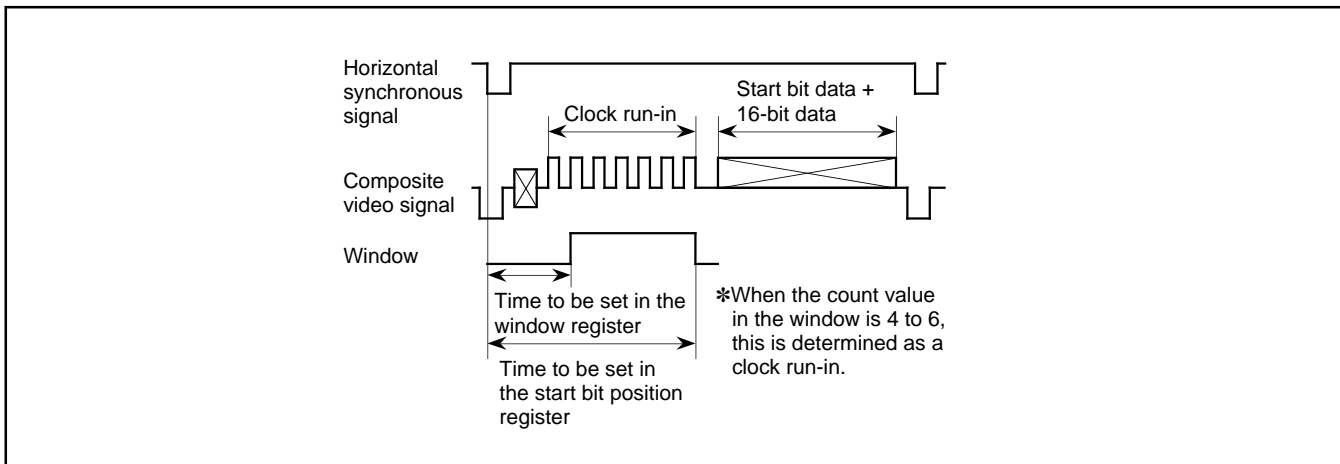 Horizontal
synchronous
signal
Clock run-in
Start bit data +
16-bit data
Composite
video signal
Window
Time to be set in the
window register
Time to be set in
the start bit position
register
✽When the count value
in the window is 4 to 6,
this is determined as a
clock run-in.